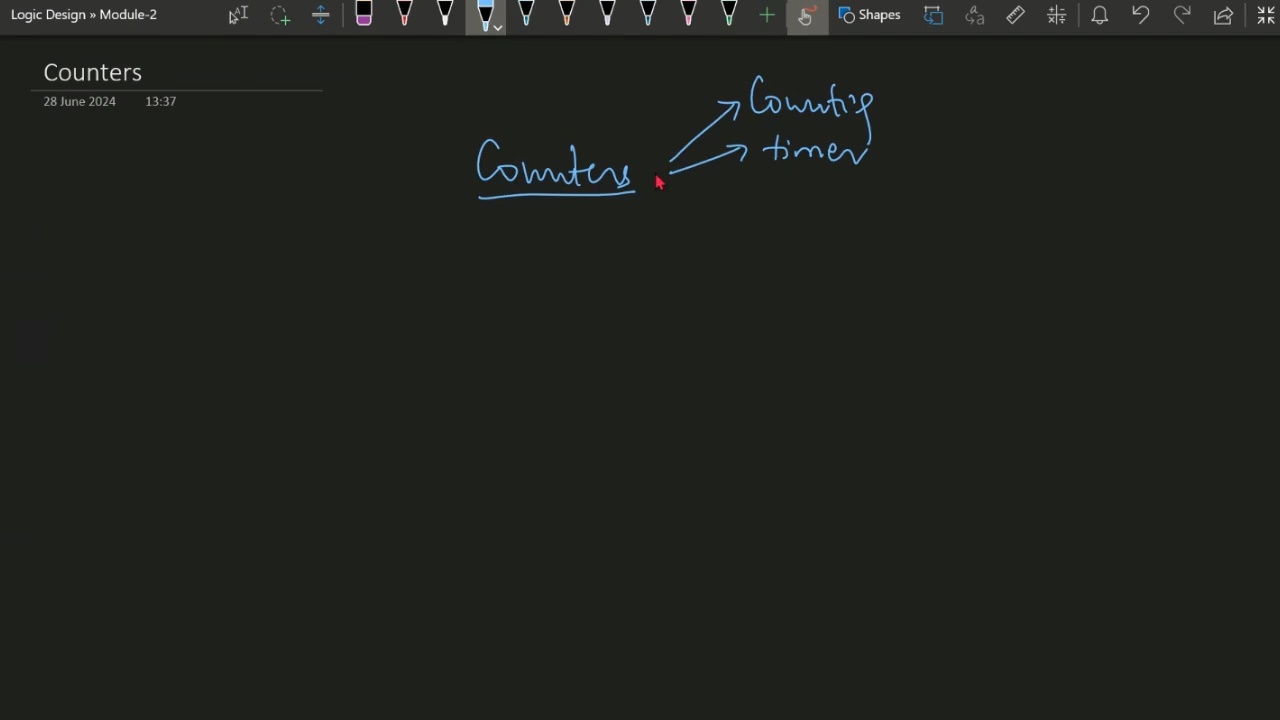 Logic Design » Module-2
Shapes
Counters
28 June 2024 13:37
Counting
timer
Counters